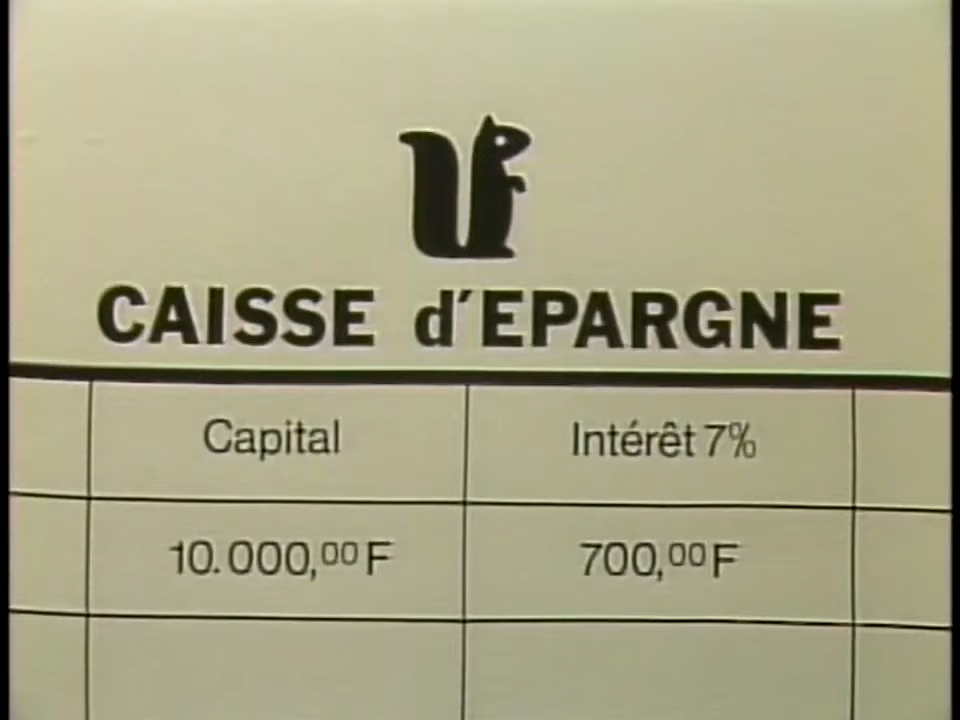 CAISSE d'EPARGNE
Capital Intérêt 7%
10.000,00 F 700,00 F